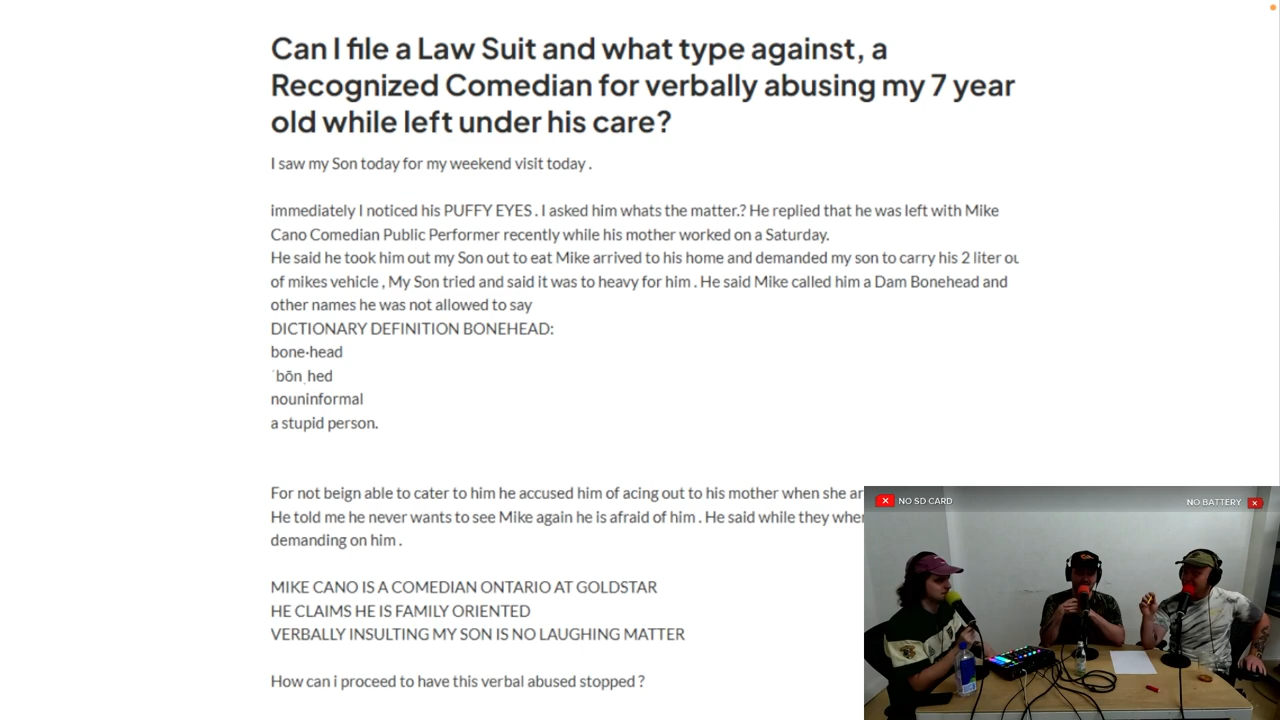 Can I file a Law Suit and what type against, a
Recognized Comedian for verbally abusing my 7 year
old while left under his care?
I saw my Son today for my weekend visit today .
immediately I noticed his PUFFY EYES . I asked him whats the matter.? He replied that he was left with Mike
Cano Comedian Public Performer recently while his mother worked on a Saturday.
He said he took him out my Son out to eat Mike arrived to his home and demanded my son to carry his 2 liter ou
of mikes vehicle , My Son tried and said it was to heavy for him . He said Mike called him a Dam Bonehead and
other names he was not allowed to say
DICTIONARY DEFINITION BONEHEAD:
bone·head
ˈbōnˌhed
nouninformal
a stupid person.
For not beign able to cater to him he accused him of acing out to his mother when she ar
He told me he never wants to see Mike again he is afraid of him . He said while they wher
demanding on him .
MIKE CANO IS A COMEDIAN ONTARIO AT GOLDSTAR
HE CLAIMS HE IS FAMILY ORIENTED
VERBALLY INSULTING MY SON IS NO LAUGHING MATTER
How can i proceed to have this verbal abused stopped ?
NO SD CARD
NO BATTERY